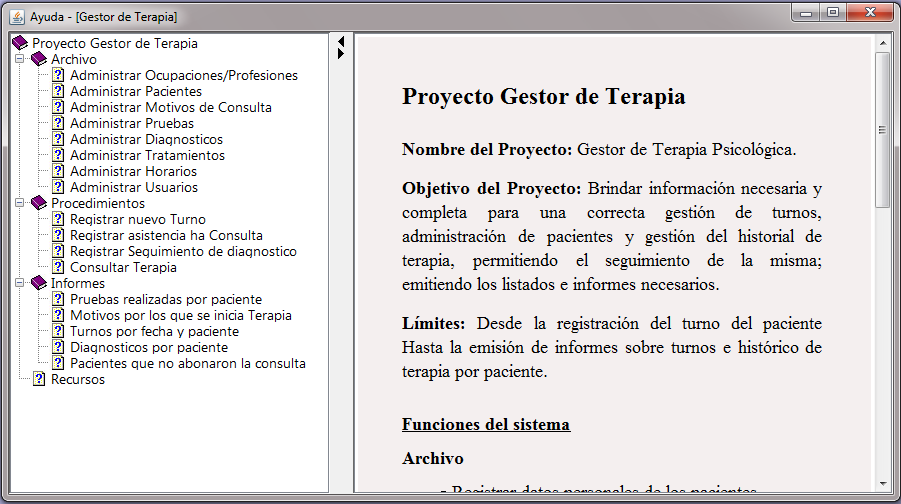 Ayuda - [Gestor de Terapia]
Proyecto Gestor de Terapia
Archivo
Administrar Ocupaciones/Profesiones
Administrar Pacientes
Administrar Motivos de Consulta
Administrar Pruebas
Administrar Diagnosticos
Administrar Tratamientos
Administrar Horarios
Administrar Usuarios
Procedimientos
Registrar nuevo Turno
Registrar asistencia ha Consulta
Registrar Seguimiento de diagnostico
Consultar Terapia
Informes
Pruebas realizadas por paciente
Motivos por los que se inicia Terapia
Turnos por fecha y paciente
Diagnosticos por paciente
Pacientes que no abonaron la consulta
Recursos
Proyecto Gestor de Terapia
Nombre del Proyecto: Gestor de Terapia Psicológica.
Objetivo del Proyecto: Brindar información necesaria y
completa para una correcta gestión de turnos,
administración de pacientes y gestión del historial de
terapia, permitiendo el seguimiento de la misma;
emitiendo los listados e informes necesarios.
Límites: Desde la registración del turno del paciente
Hasta la emisión de informes sobre turnos e histórico de
terapia por paciente.
Funciones del sistema
Archivo
- Registrar datos personales de los pacientes